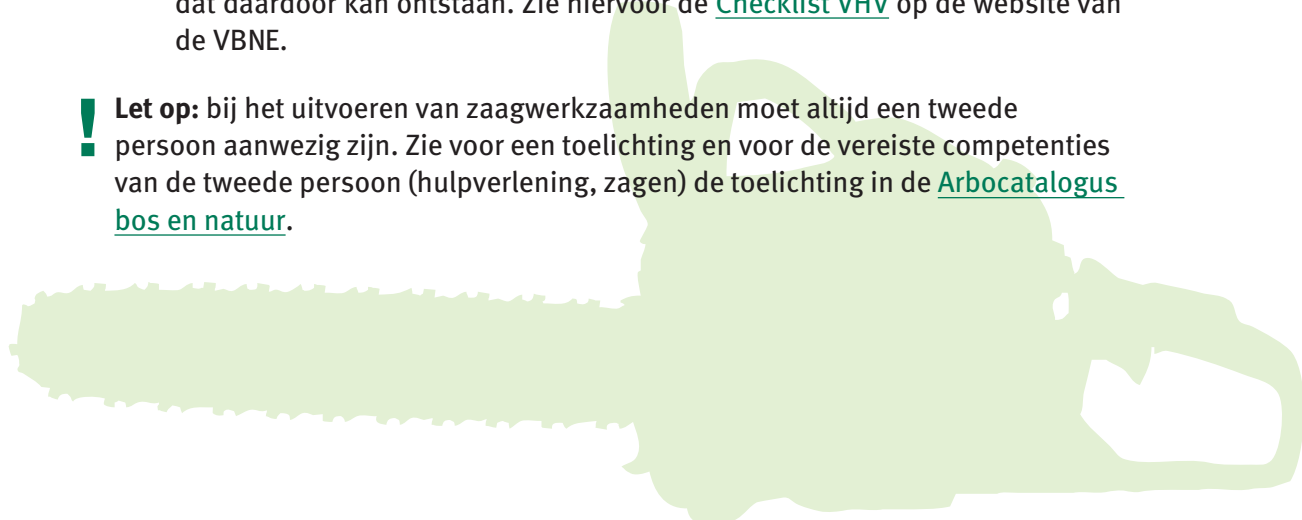 dat daardoor kan ontstaan. Zie hiervoor de Checklist VHV op de website van
de VBNE.
! Let op: bij het uitvoeren van zaagwerkzaamheden moet altijd een tweede
persoon aanwezig zijn. Zie voor een toelichting en voor de vereiste competenties
van de tweede persoon (hulpverlening, zagen) de toelichting in de Arbocatalogus
bos en natuur.